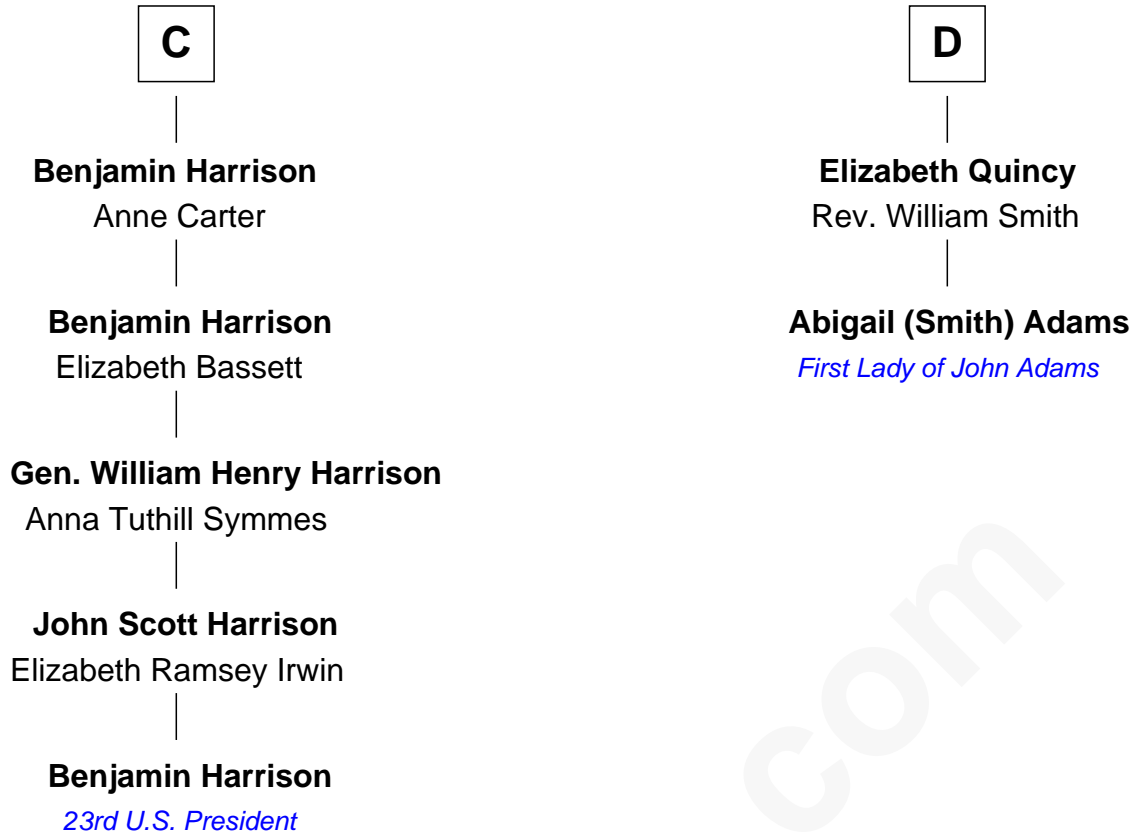 C
Benjamin Harrison
Anne Carter
Benjamin Harrison
Elizabeth Bassett
Gen. William Henry Harrison
Anna Tuthill Symmes
John Scott Harrison
Elizabeth Ramsey Irwin
Benjamin Harrison
23rd U.S. President
D
Elizabeth Quincy
Rev. William Smith
Abigail (Smith) Adams
First Lady of John Adams
com